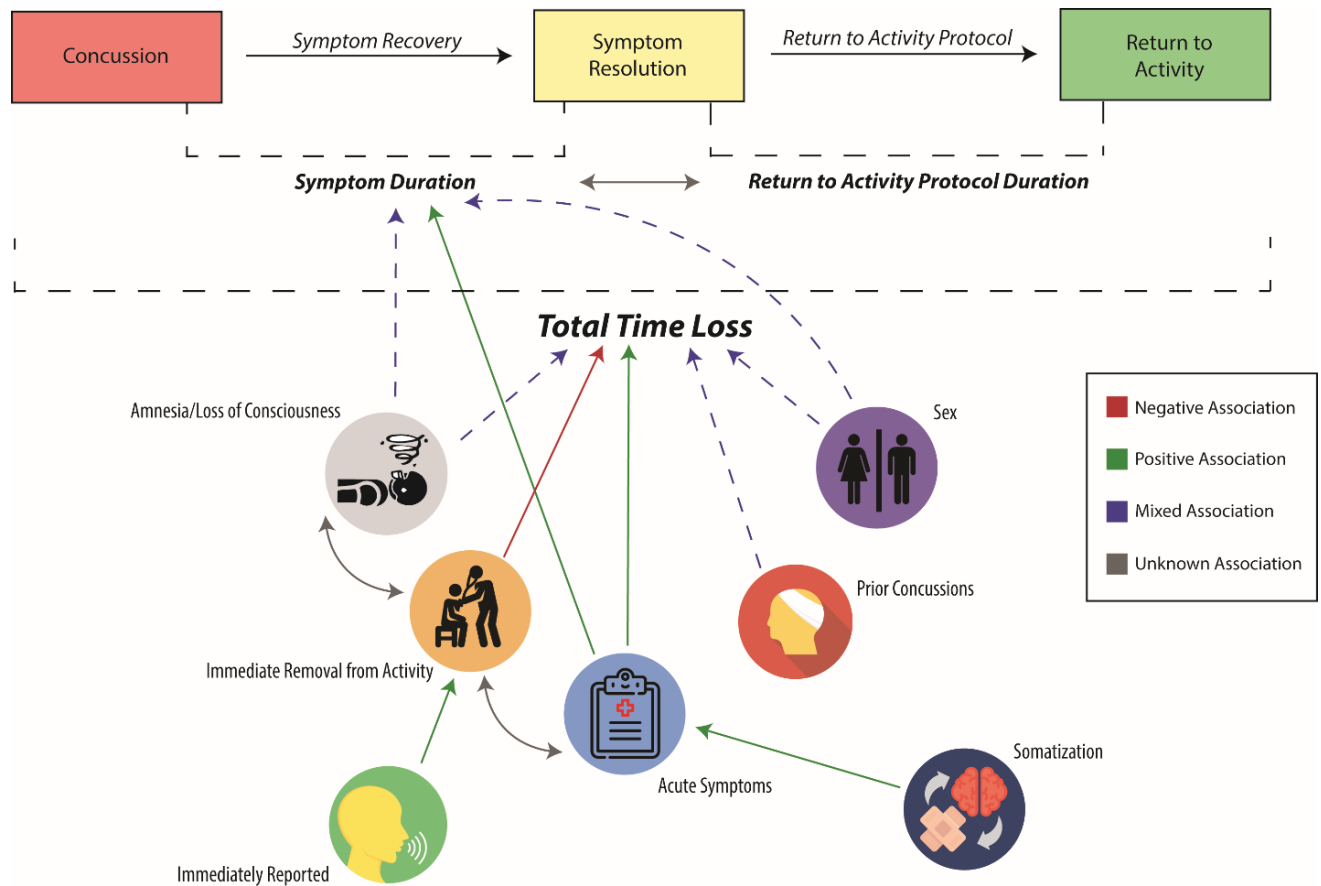 Concussion
Symptom Recovery
Symptom
Resolution
Return to Activity Protocol
Return to
Activity
Symptom Duration
Return to Activity Protocol Duration
Total Time Loss
Amnesia/Loss of Consciousness
Sex
Negative Association
Positive Association
Mixed Association
Unknown Association
Prior Concussions
Immediate Removal from Activity
Somatization
Acute Symptoms
Immediately Reported